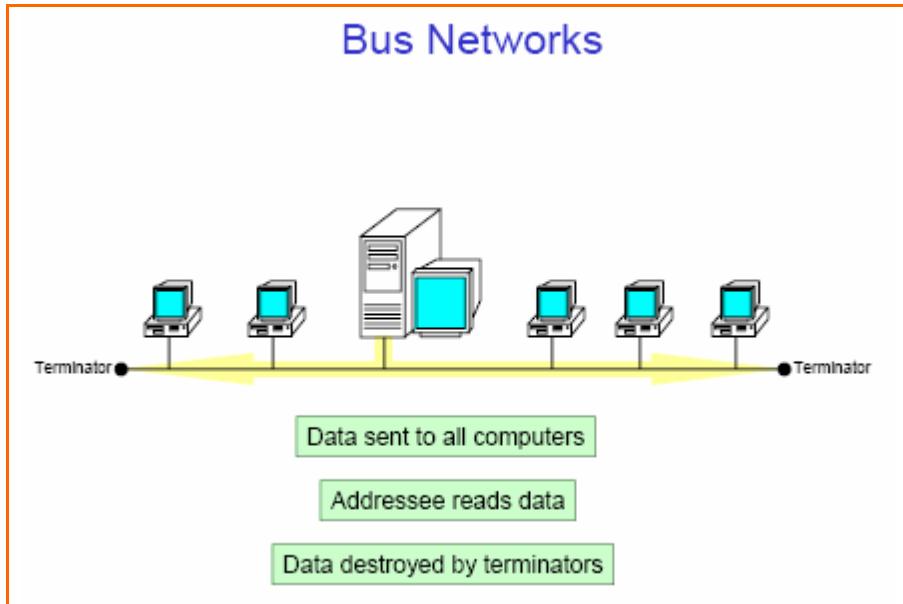 Bus Networks
Terminator
Terminator
Data sent to all computers
Addressee reads data
Data destroyed by terminators